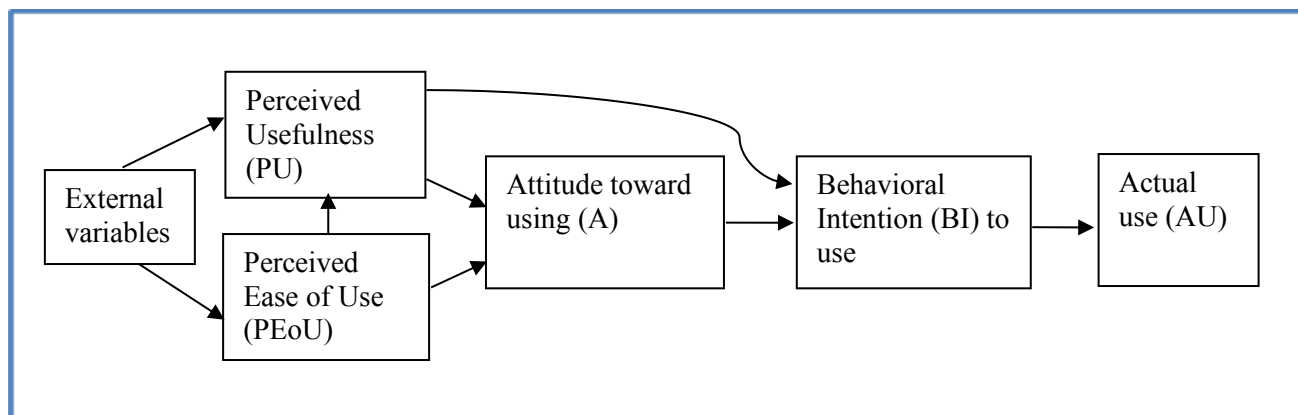 External
variables
Perceived
Usefulness
(PU)
Perceived
Ease of Use
(PEoU)
Attitude toward
using (A)
Behavioral
Intention (BI) to
use
Actual
use (AU)